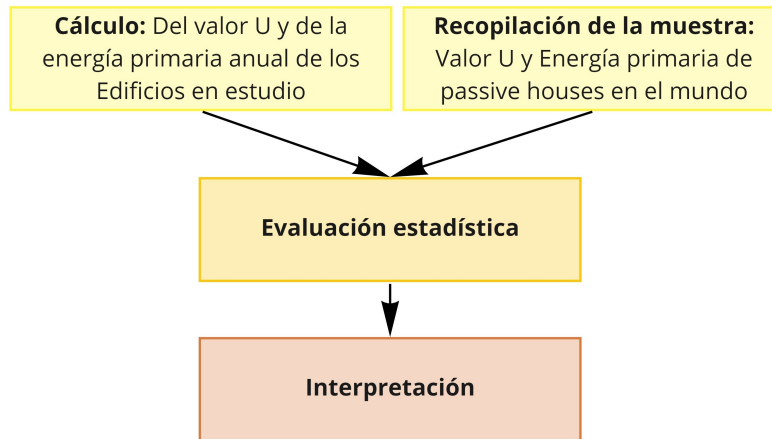 Cálculo: Del valor U y de la
energía primaria anual de los
Edificios en estudio
Recopilación de la muestra:
Valor U y Energía primaria de
passive houses en el mundo
Evaluación estadística
Interpretación